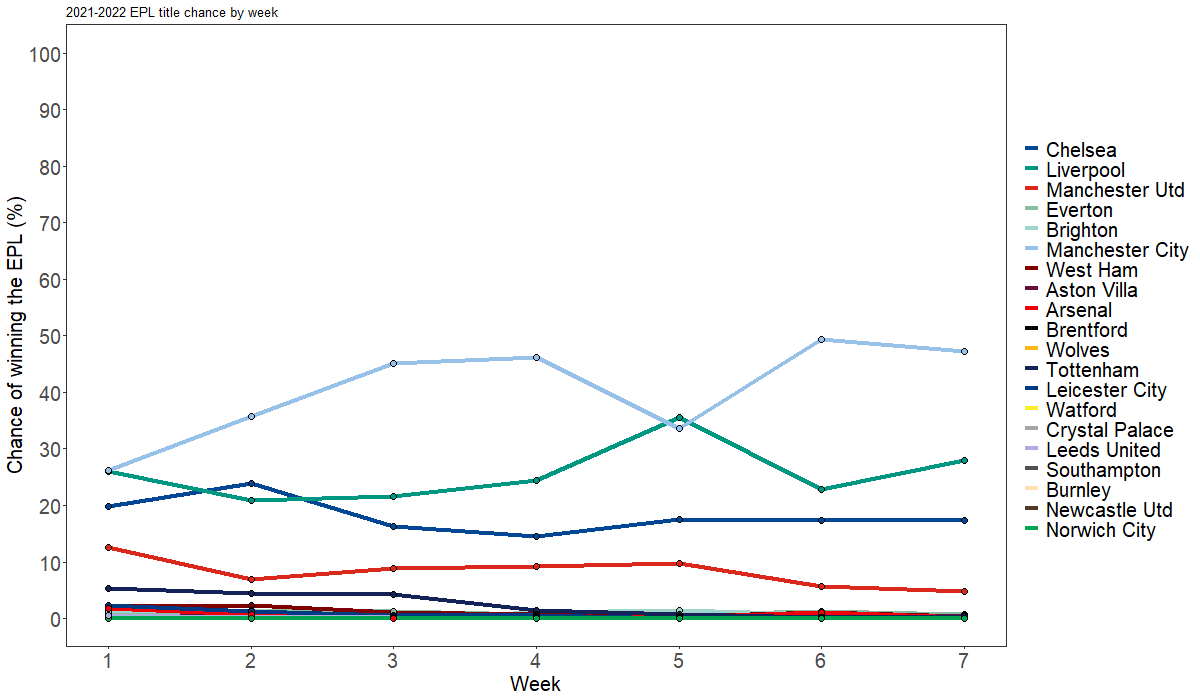 2021-2022 EPL title chance by week
Chance of winning the EPL (%)
100
90
80
70
60
50
40
30
20
10
0
1 2 3 4 5 6 7
Week
Chelsea
Liverpool
Manchester Utd
Everton
Brighton
Manchester City
West Ham
Aston Villa
Arsenal
Brentford
Wolves
Tottenham
Leicester City
Watford
Crystal Palace
Leeds United
Southampton
Burnley
Newcastle Utd
Norwich City